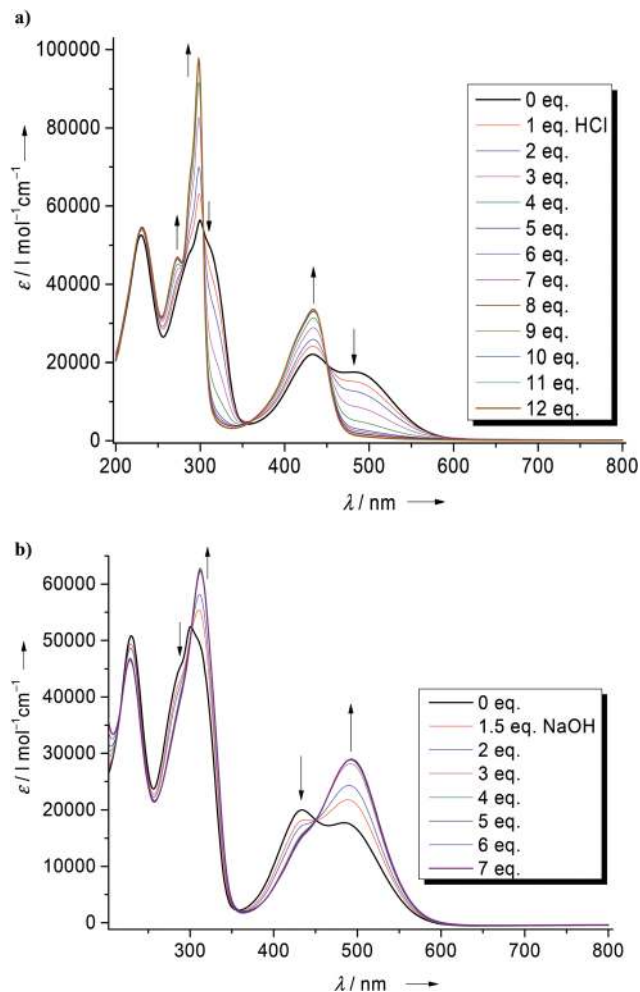 a)
100000
80000
60000
40000
20000
0
ε / l mol⁻¹cm⁻¹
0 eq.
1 eq. HCl
2 eq.
3 eq.
4 eq.
5 eq.
6 eq.
7 eq.
8 eq.
9 eq.
10 eq.
11 eq.
12 eq.
200 300 400 500 600 700 800
λ / nm
b)
60000
50000
40000
30000
20000
10000
0
ε / l mol⁻¹cm⁻¹
0 eq.
1.5 eq. NaOH
2 eq.
3 eq.
4 eq.
5 eq.
6 eq.
7 eq.
300 400 500 600 700 800
λ / nm